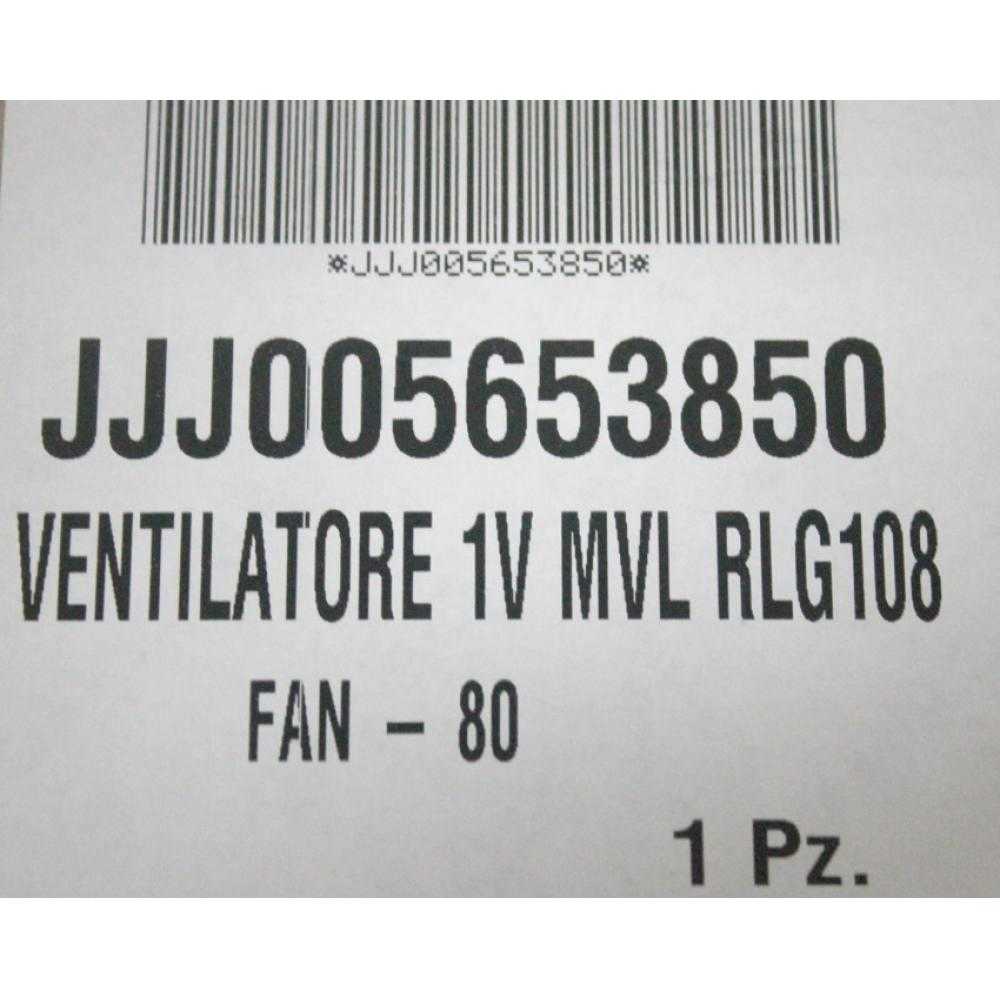 *JJJ005653850*
JJJ005653850
VENTILATORE 1V MVL RLG108
FAN - 80
1 Pz.